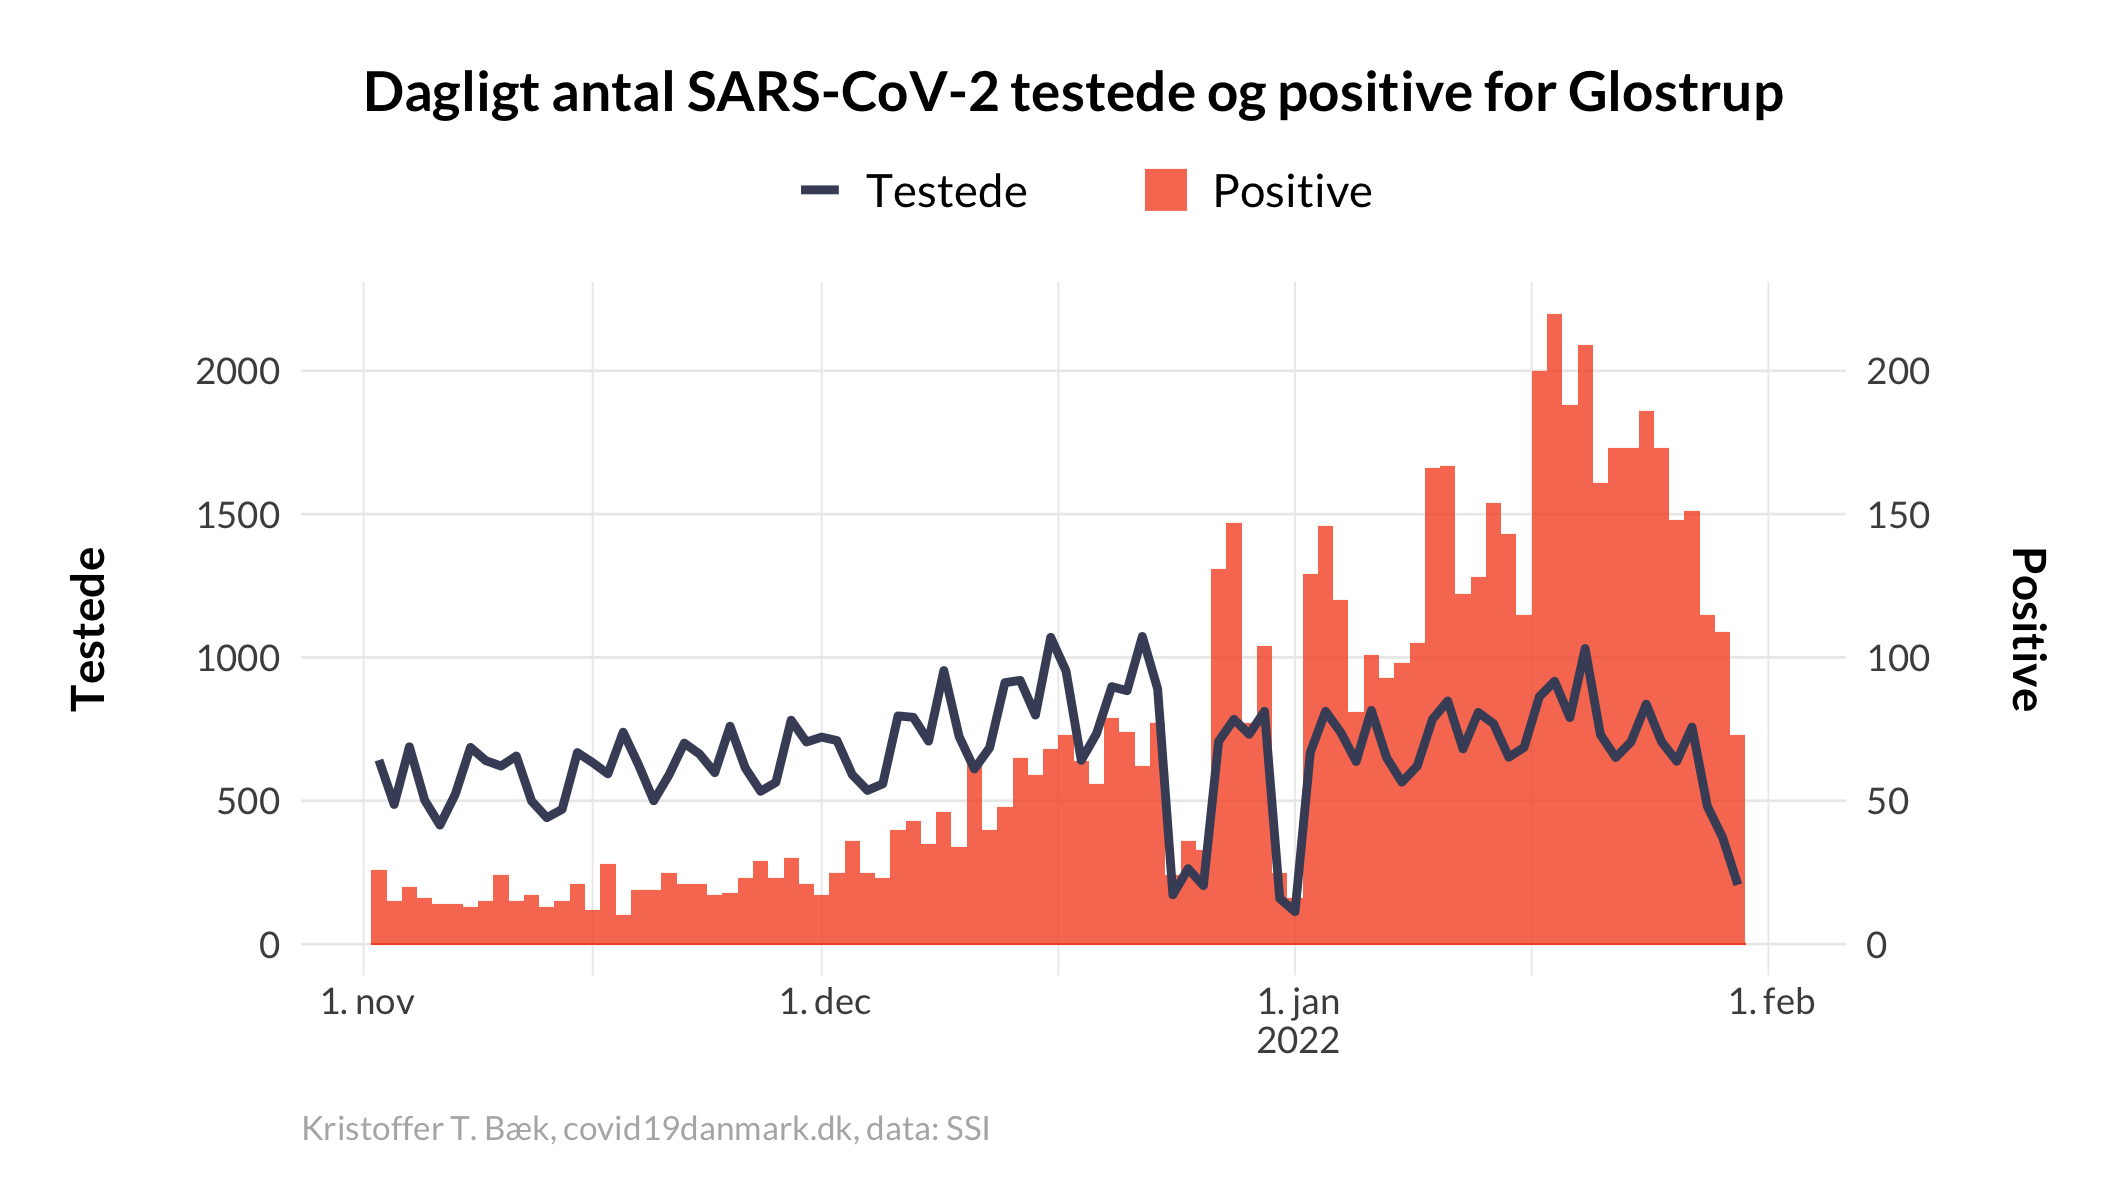 Dagligt antal SARS-CoV-2 testede og positive for Glostrup
Testede
Positive
2000
1500
1000
500
0
Testede
200
150
100
50
0
Positive
1. nov
1. dec
1. jan
2022
1. feb
Kristoffer T. Bæk, covid19danmark.dk, data: SSI